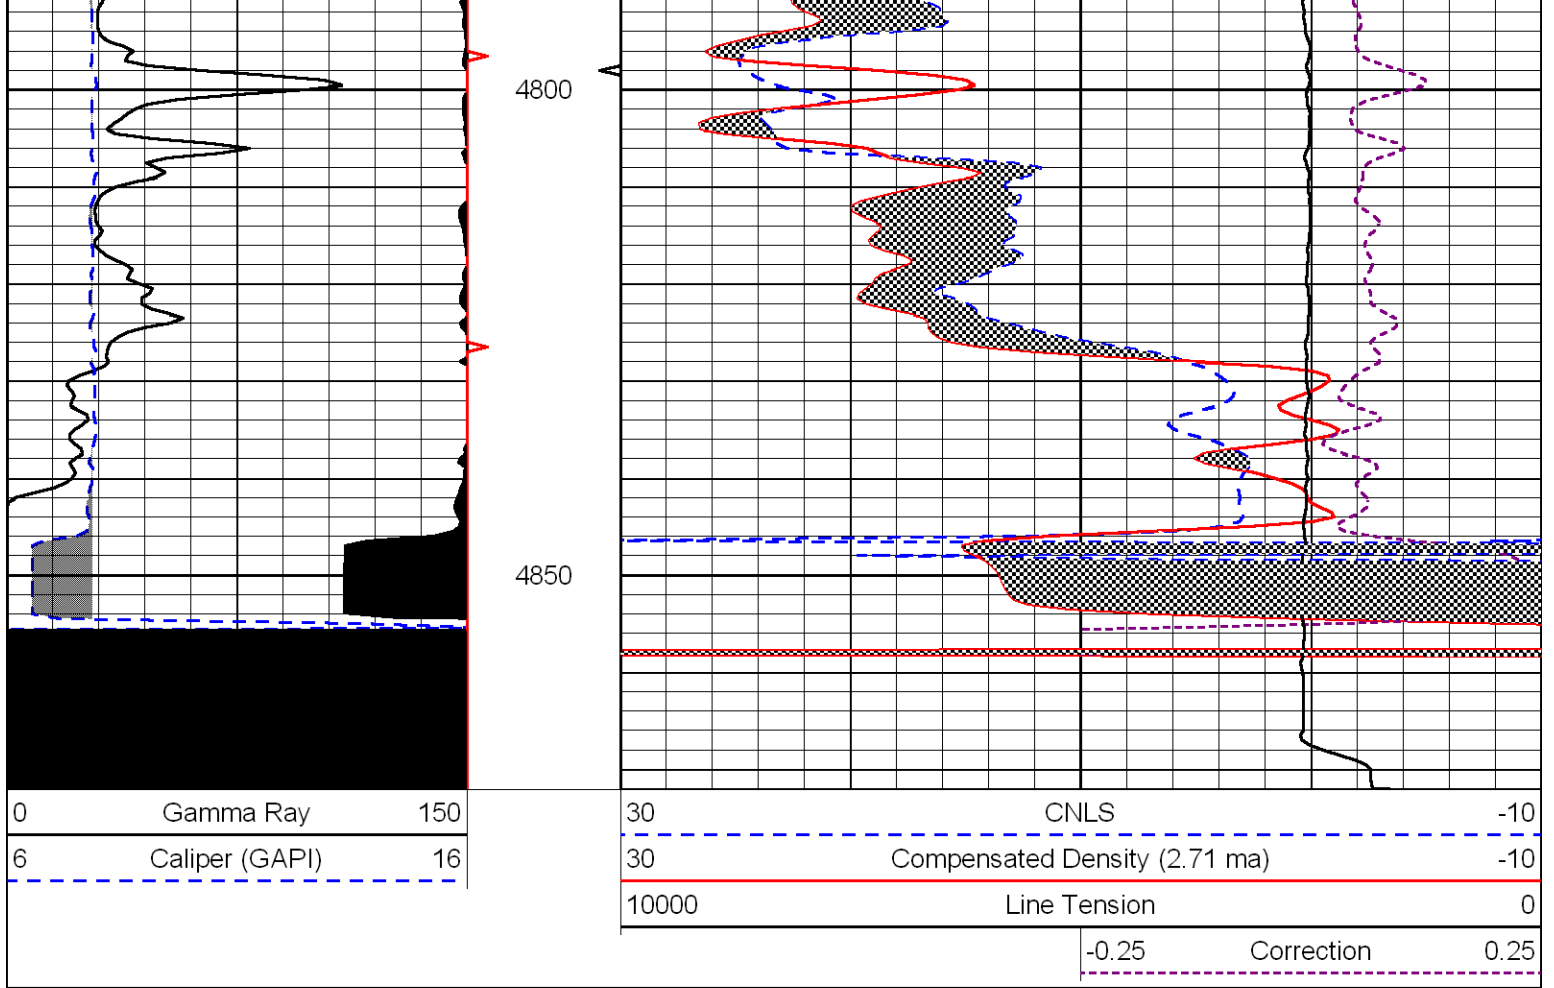 4800
4850
0 Gamma Ray 150
6 Caliper (GAPI) 16
30 CNLS -10
30 Compensated Density (2.71 ma) -10
10000 Line Tension 0
-0.25 Correction 0.25